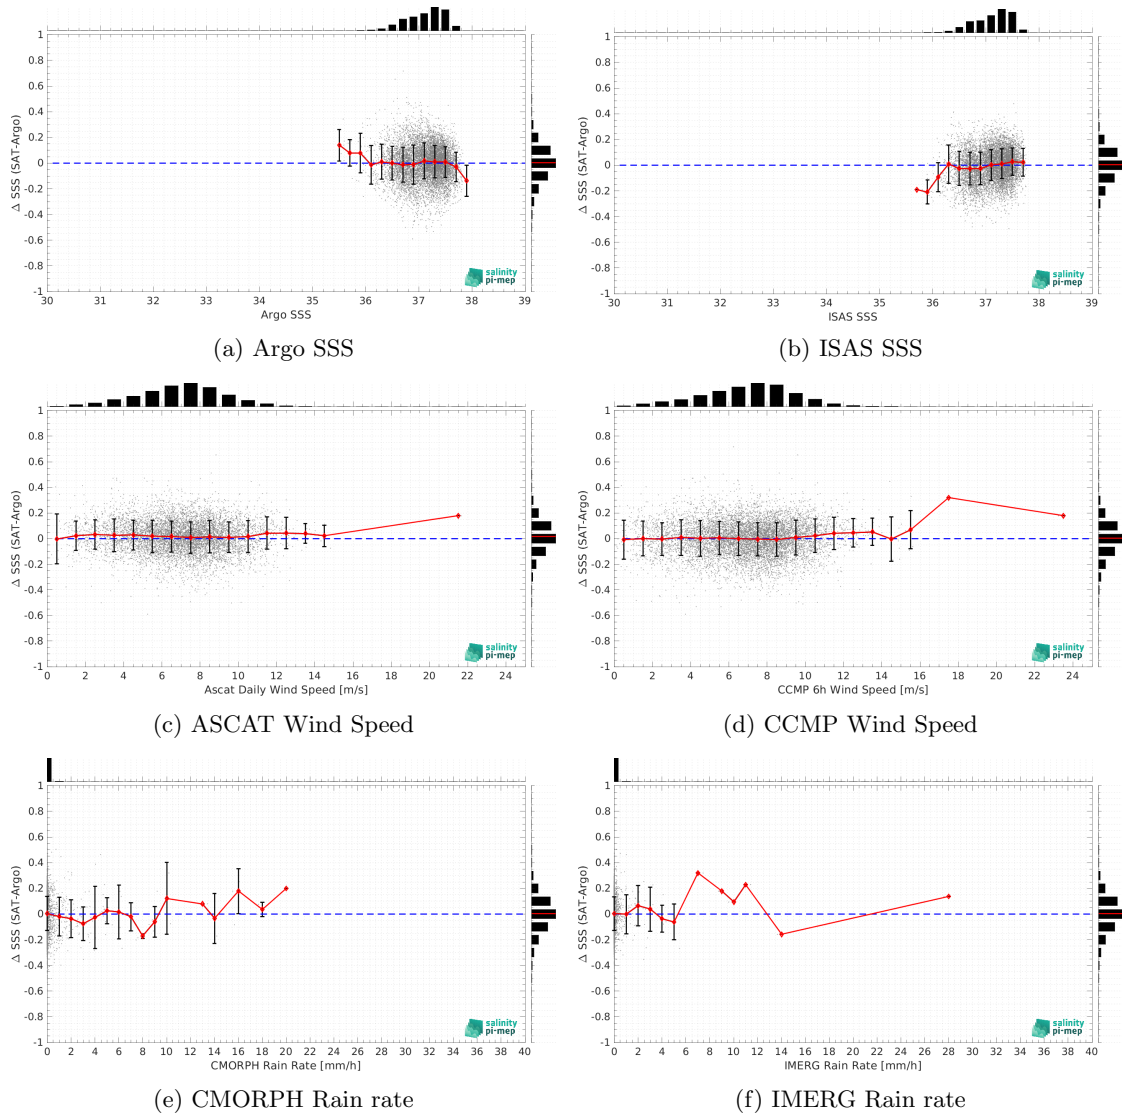 1
0.8
0.6
0.4
0.2
0
-0.2
-0.4
-0.6
-0.8
-1
Δ SSS (SAT-Argo)
30 31 32 33 34 35 36 37 38 39
Argo SSS
salinity
pi-mep
(a) Argo SSS
1
0.8
0.6
0.4
0.2
0
-0.2
-0.4
-0.6
-0.8
-1
Δ SSS (SAT-Argo)
30 31 32 33 34 35 36 37 38 39
ISAS SSS
salinity
pi-mep
(b) ISAS SSS
1
0.8
0.6
0.4
0.2
0
-0.2
-0.4
-0.6
-0.8
-1
Δ SSS (SAT-Argo)
0 2 4 6 8 10 12 14 16 18 20 22 24
Ascat Daily Wind Speed [m/s]
salinity
pi-mep
(c) ASCAT Wind Speed
1
0.8
0.6
0.4
0.2
0
-0.2
-0.4
-0.6
-0.8
-1
Δ SSS (SAT-Argo)
0 2 4 6 8 10 12 14 16 18 20 22 24
CCMP 6h Wind Speed [m/s]
salinity
pi-mep
(d) CCMP Wind Speed
1
0.8
0.6
0.4
0.2
0
-0.2
-0.4
-0.6
-0.8
-1
Δ SSS (SAT-Argo)
0 2 4 6 8 10 12 14 16 18 20 22 24 26 28 30 32 34 36 38 40
CMORPH Rain Rate [mm/h]
salinity
pi-mep
(e) CMORPH Rain rate
1
0.8
0.6
0.4
0.2
0
-0.2
-0.4
-0.6
-0.8
-1
Δ SSS (SAT-Argo)
0 2 4 6 8 10 12 14 16 18 20 22 24 26 28 30 32 34 36 38 40
IMERG Rain Rate [mm/h]
salinity
pi-mep
(f) IMERG Rain rate